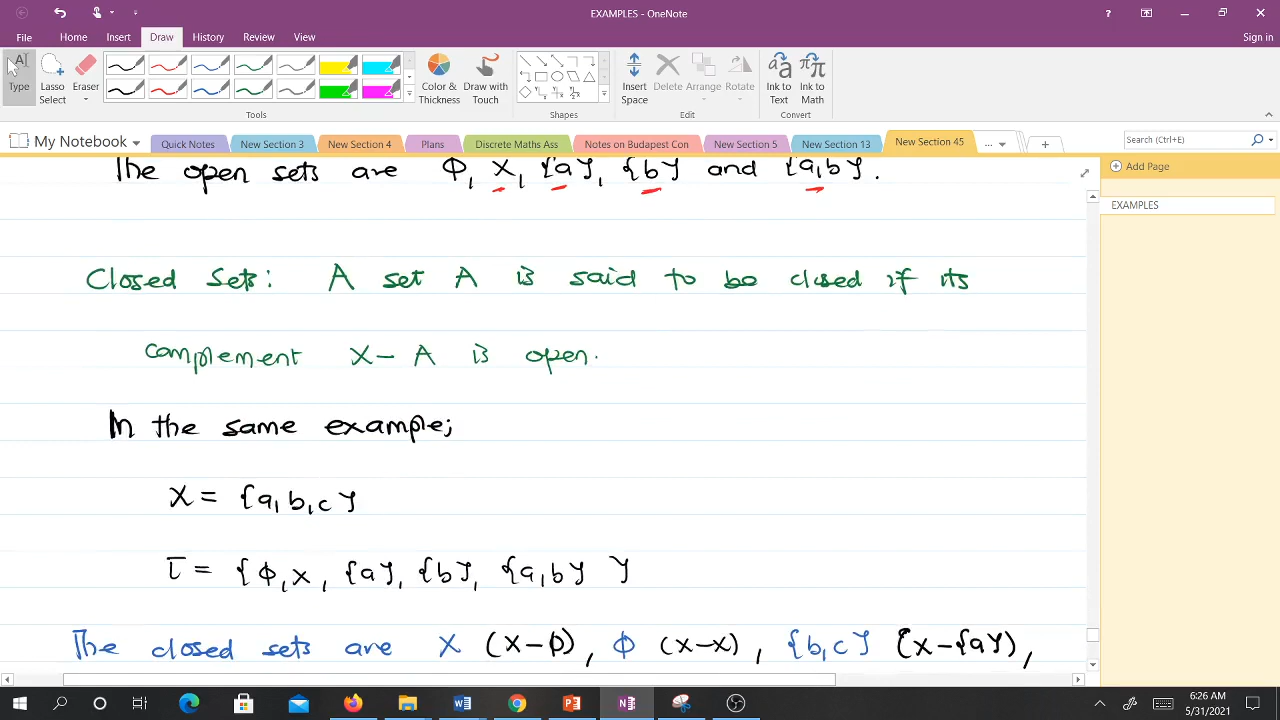 EXAMPLES - OneNote
? 
Sign in
File Home Insert Draw History Review View
Type
Lasso Select
Eraser
Color & Thickness
Draw with Touch
Insert Space
Delete Arrange Rotate
Ink to Text
Ink to Math
Tools Shapes Edit Convert
My Notebook Quick Notes New Section 3 New Section 4 Plans Discrete Maths Ass Notes on Budapest Con New Section 5 New Section 13 New Section 45 ... +
Search (Ctrl+E)
Add Page
EXAMPLES
The open sets are Φ, X, {a}, {b} and {a,b}.
Closed Sets: A set A is said to be closed if its
complement X- A is open.
In the same example;
X = {a,b,c}
τ = {Φ,X, {a}, {b}, {a,b} }
The closed sets are X (X-Φ), Φ (X-X), {b,c} (X-{a}),
6:26 AM
5/31/2021